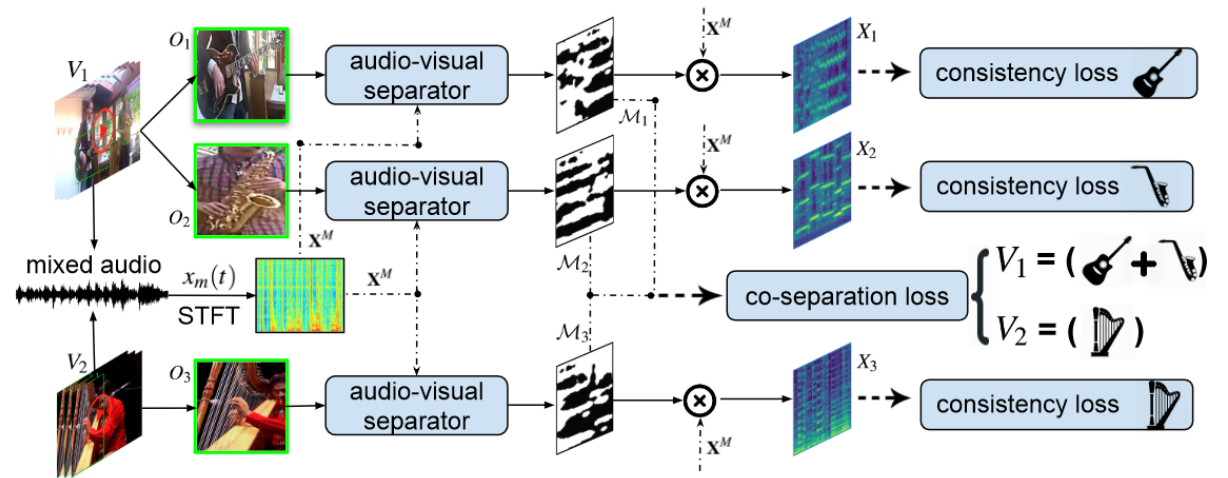 V₁
O₁
audio-visual
separator
𝓜₁
X^M
X₁
consistency loss
O₂
audio-visual
separator
𝓜₂
X^M
X₂
consistency loss
mixed audio
x_m(t)
STFT
X^M
X^M
co-separation loss
V₁ = ( + )
V₂ = ( )
V₂
O₃
audio-visual
separator
𝓜₃
X^M
X₃
consistency loss